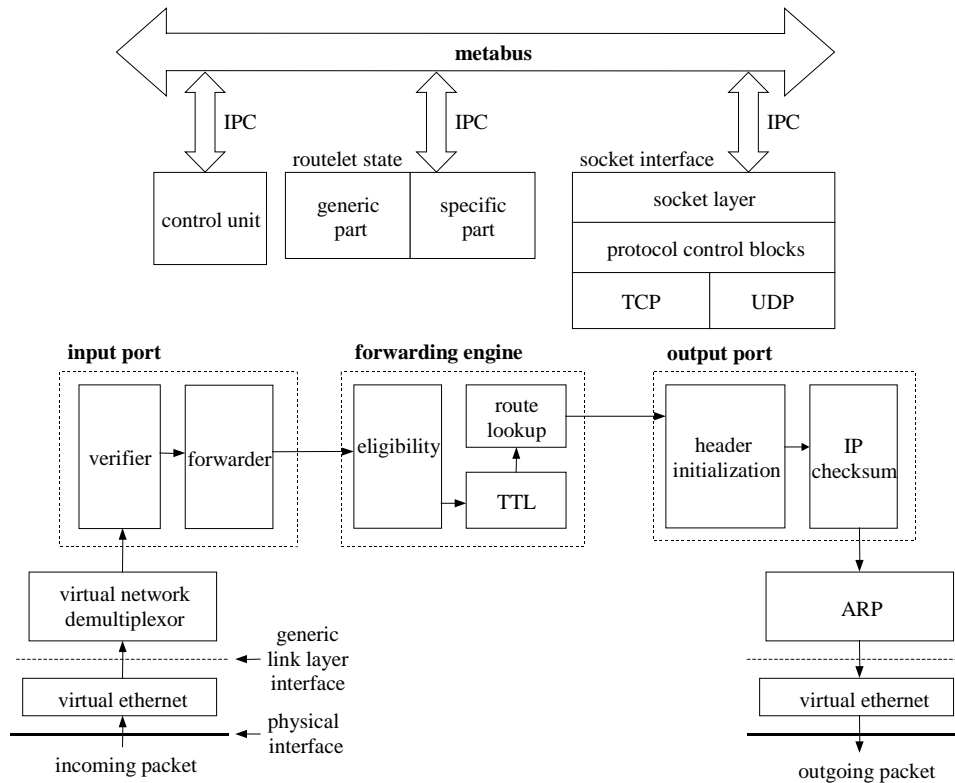 metabus
IPC
IPC
IPC
routelet state
socket interface
control unit
generic
part
specific
part
socket layer
protocol control blocks
TCP
UDP
input port
forwarding engine
output port
verifier
forwarder
eligibility
route
lookup
TTL
header
initialization
IP
checksum
virtual network
demultiplexor
generic
link layer
interface
ARP
virtual ethernet
virtual ethernet
physical
interface
incoming packet
outgoing packet